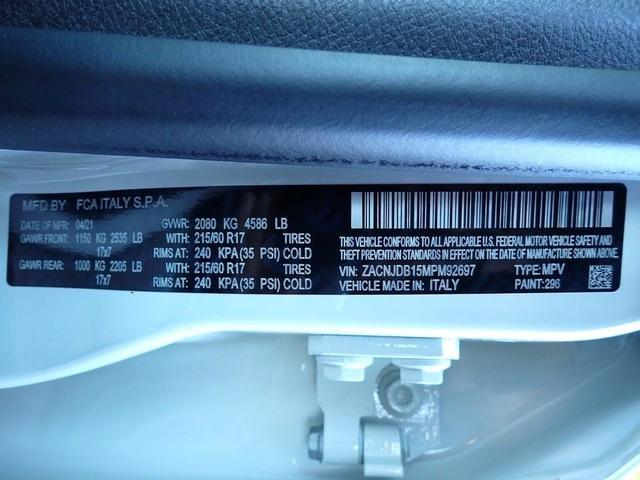 MFD BY FCA ITALY S.P.A.
DATE OF MFR: 04/21 GVWR: 2080 KG 4586 LB
GAWR FRONT: 1150 KG 2535 LB WITH: 215/60 R17 TIRES
17x7 RIMS AT: 240 KPA (35 PSI) COLD
GAWR REAR: 1000 KG 2205 LB WITH: 215/60 R17 TIRES
17x7 RIMS AT: 240 KPA (35 PSI) COLD
THIS VEHICLE CONFORMS TO ALL APPLICABLE U.S. FEDERAL MOTOR VEHICLE SAFETY
AND THEFT PREVENTION STANDARDS IN EFFECT ON THE DATE OF MANUFACTURE SHOWN ABOVE
VIN: ZACNJDB15MPM92697 TYPE: MPV
VEHICLE MADE IN: ITALY PAINT: 296